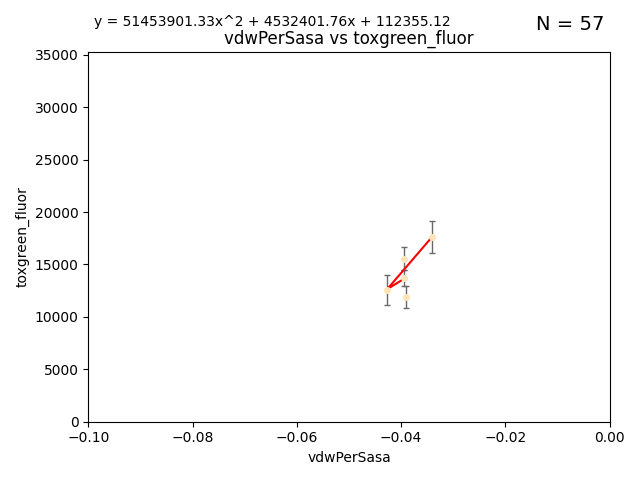 y = 51453901.33x^2 + 4532401.76x + 112355.12
N = 57
vdwPerSasa vs toxgreen_fluor
35000
30000
25000
20000
15000
10000
5000
0
toxgreen_fluor
−0.10
−0.08
−0.06
−0.04
−0.02
0.00
vdwPerSasa